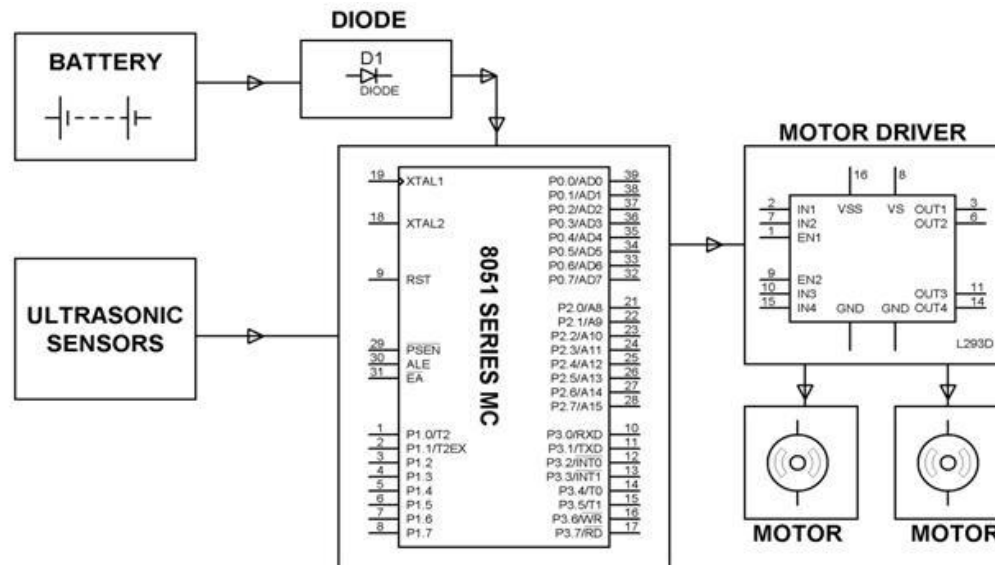 DIODE
BATTERY
D1
DIODE
ULTRASONIC
SENSORS
8051 SERIES MC
19 XTAL1
18 XTAL2
9 RST
29 PSEN
30 ALE
31 EA
1 P1.0/T2
2 P1.1/T2EX
3 P1.2
4 P1.3
5 P1.4
6 P1.5
7 P1.6
8 P1.7
P0.0/AD0 39
P0.1/AD1 38
P0.2/AD2 37
P0.3/AD3 36
P0.4/AD4 35
P0.5/AD5 34
P0.6/AD6 33
P0.7/AD7 32
P2.0/A8 21
P2.1/A9 22
P2.2/A10 23
P2.3/A11 24
P2.4/A12 25
P2.5/A13 26
P2.6/A14 27
P2.7/A15 28
P3.0/RXD 10
P3.1/TXD 11
P3.2/INT0 12
P3.3/INT1 13
P3.4/T0 14
P3.5/T1 15
P3.6/WR 16
P3.7/RD 17
MOTOR DRIVER
16 8
VSS VS
2 IN1 OUT1 3
7 IN2 OUT2 6
1 EN1
9 EN2
10 IN3 OUT3 11
15 IN4 OUT4 14
GND GND
L293D
MOTOR
MOTOR